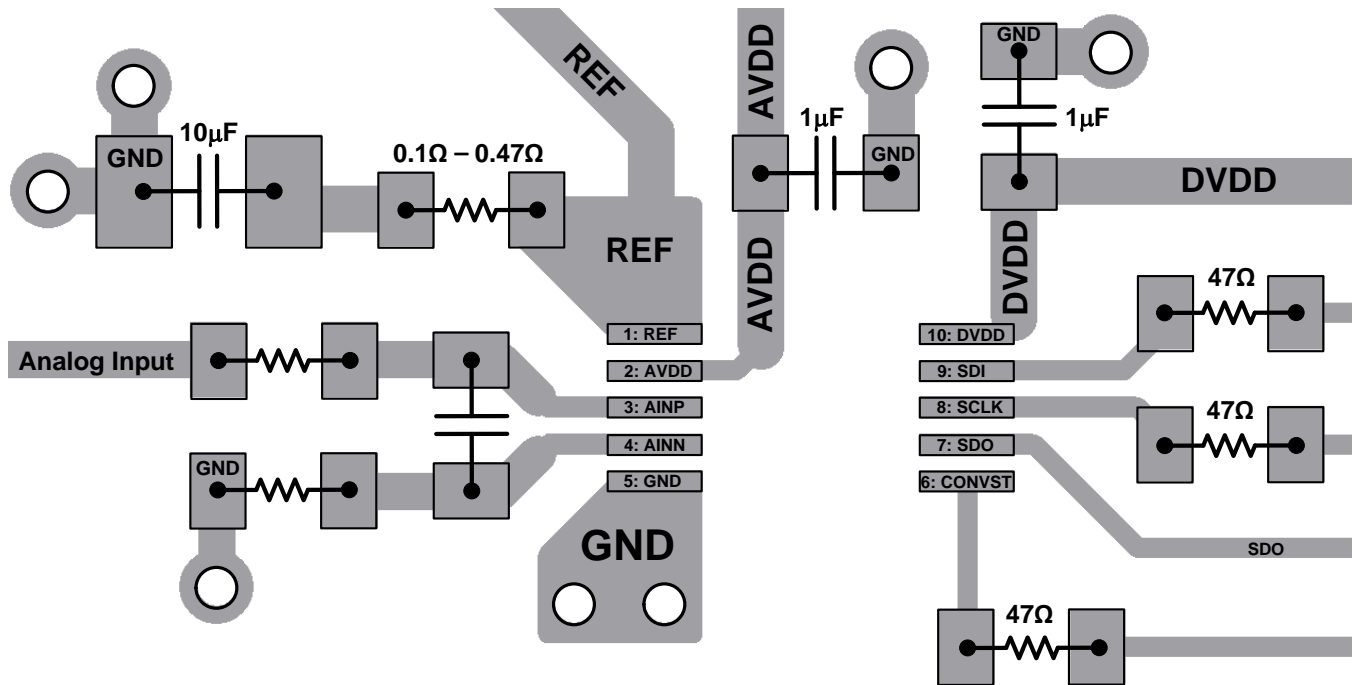 GND
10μF
REF
AVDD
1μF
GND
GND
1μF
0.1Ω – 0.47Ω
REF
AVDD
DVDD
DVDD
47Ω
Analog Input
1: REF
2: AVDD
3: AINP
4: AINN
5: GND
10: DVDD
9: SDI
8: SCLK
7: SDO
6: CONVST
47Ω
GND
GND
SDO
47Ω